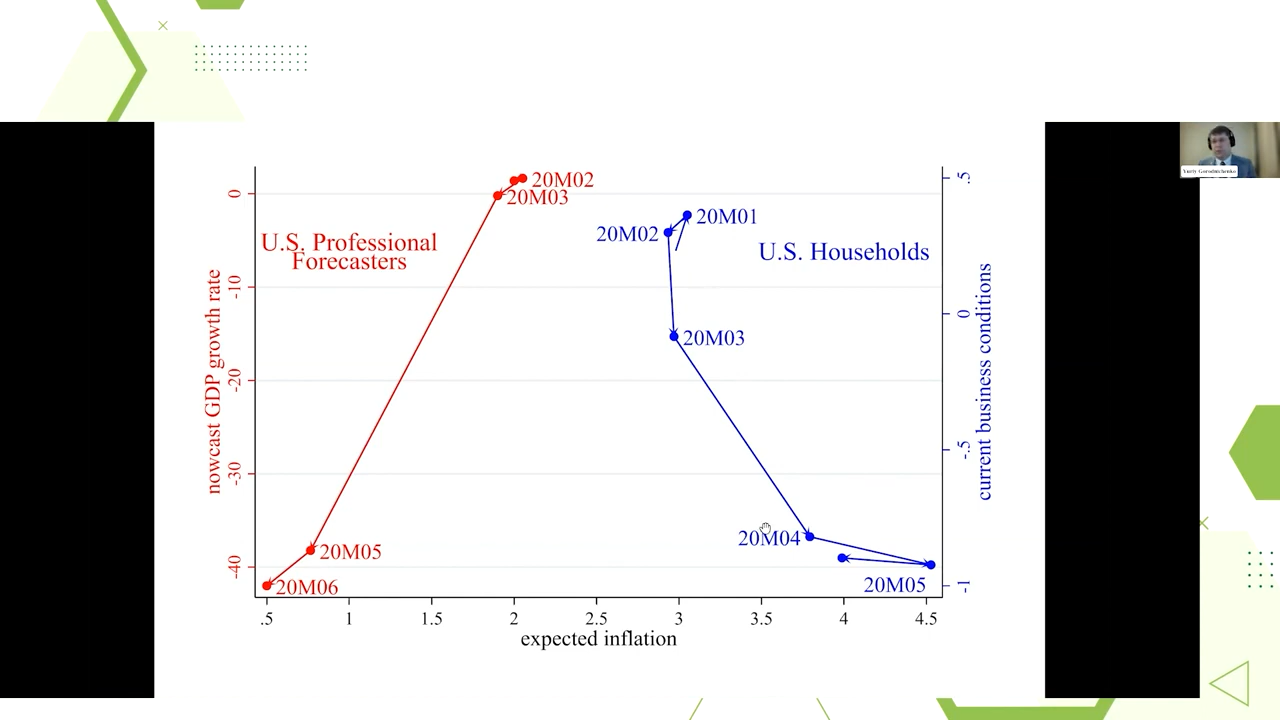 Yuriy Gorodnichenko
20M02
20M03
U.S. Professional
Forecasters
20M05
20M06
20M01
20M02
U.S. Households
20M03
20M04
20M05
nowcast GDP growth rate
0
-10
-20
-30
-40
current business conditions
.5
0
-.5
-1
.5
1
1.5
2
2.5
3
3.5
4
4.5
expected inflation